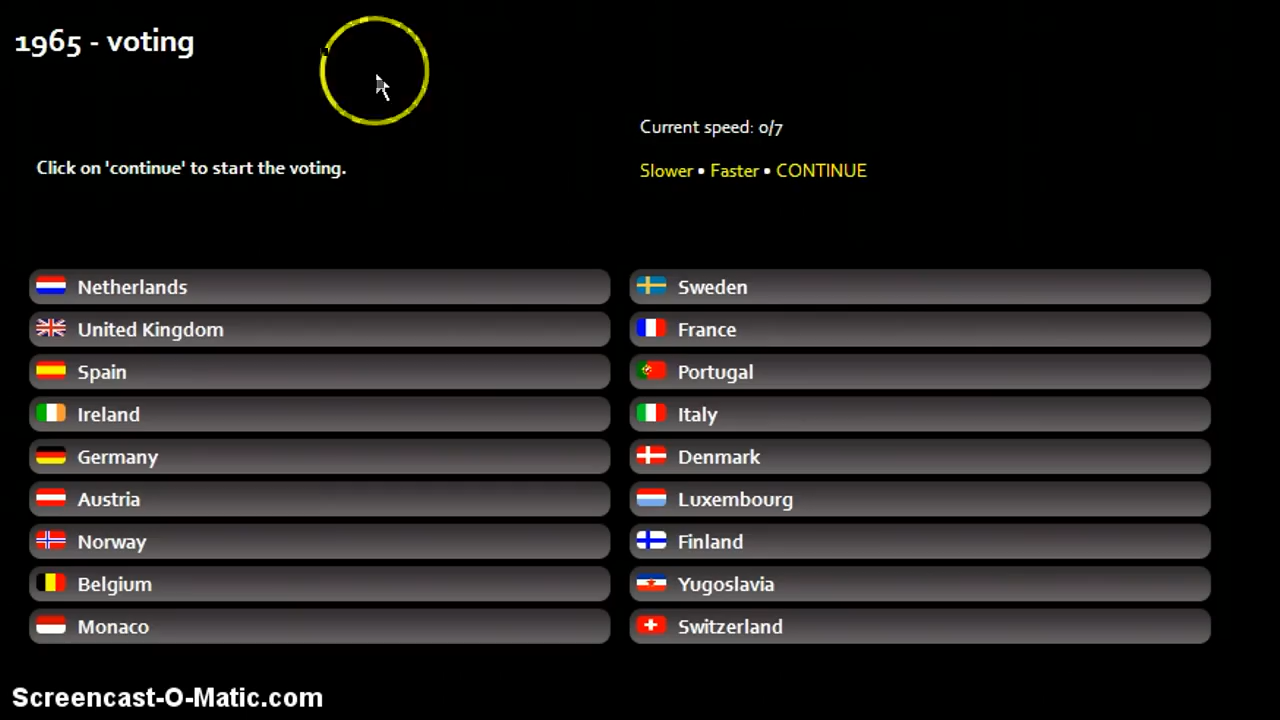 1965 - voting
Current speed: 0/7
Click on 'continue' to start the voting.
Slower • Faster • CONTINUE
Netherlands
United Kingdom
Spain
Ireland
Germany
Austria
Norway
Belgium
Monaco
Sweden
France
Portugal
Italy
Denmark
Luxembourg
Finland
Yugoslavia
Switzerland
Screencast-O-Matic.com